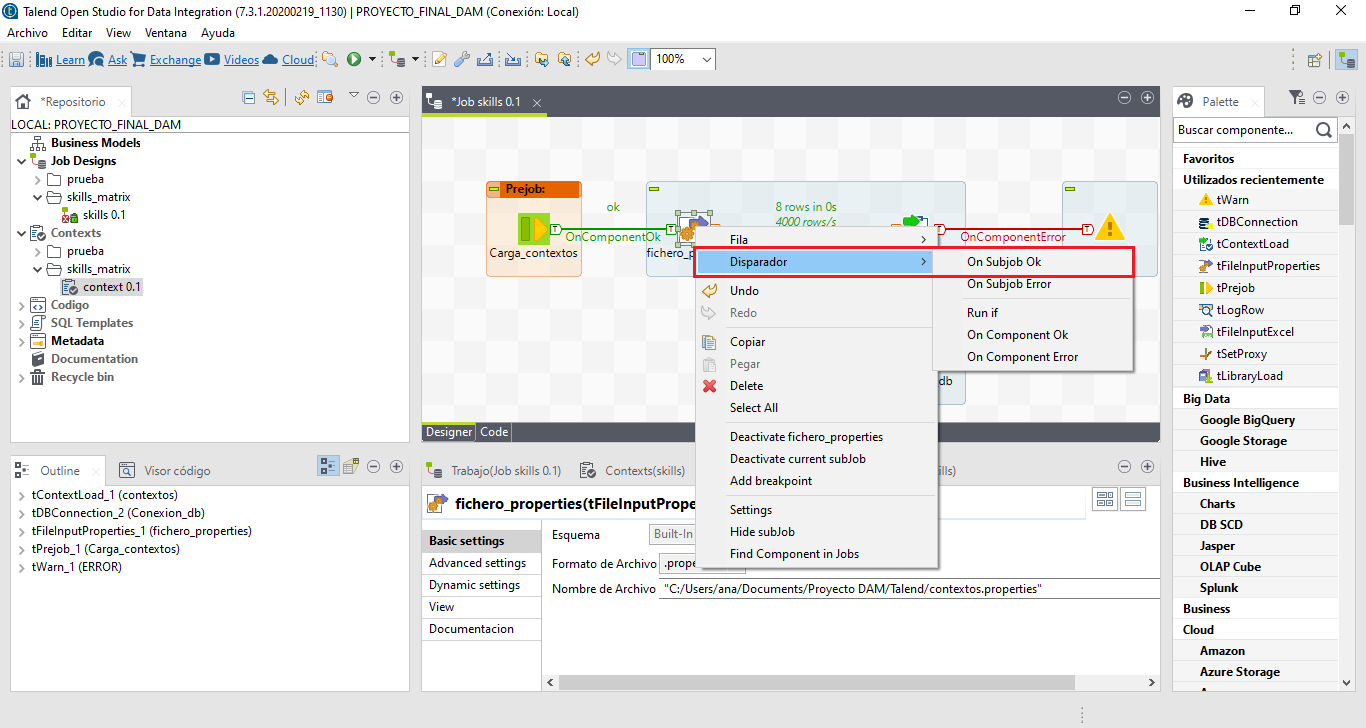 Talend Open Studio for Data Integration (7.3.1.20200219_1130) | PROYECTO_FINAL_DAM (Conexión: Local)
Archivo Editar View Ventana Ayuda
Learn Ask Exchange Videos Cloud 100%
*Repositorio
LOCAL: PROYECTO_FINAL_DAM
Business Models
Job Designs
prueba
skills_matrix
skills 0.1
Contexts
prueba
skills_matrix
context 0.1
Codigo
SQL Templates
Metadata
Documentation
Recycle bin
*Job skills 0.1
Prejob:
Carga_contextos
ok
OnComponentOk
8 rows in 0s
4000 rows/s
OnComponentError
db
Designer Code
Fila
Disparador
Undo
Redo
Copiar
Pegar
Delete
Select All
Deactivate fichero_properties
Deactivate current subJob
Add breakpoint
Settings
Hide subJob
Find Component in Jobs
On Subjob Ok
On Subjob Error
Run if
On Component Ok
On Component Error
Palette
Buscar componente...
Favoritos
Utilizados recientemente
tWarn
tDBConnection
tContextLoad
tFileInputProperties
tPrejob
tLogRow
tFileInputExcel
tSetProxy
tLibraryLoad
Big Data
Google BigQuery
Google Storage
Hive
Business Intelligence
Charts
DB SCD
Jasper
OLAP Cube
Splunk
Business
Cloud
Amazon
Azure Storage
Outline Visor código
tContextLoad_1 (contextos)
tDBConnection_2 (Conexion_db)
tFileInputProperties_1 (fichero_properties)
tPrejob_1 (Carga_contextos)
tWarn_1 (ERROR)
Trabajo(Job skills 0.1) Contexts(skills)
fichero_properties(tFileInputPrope
Basic settings
Advanced settings
Dynamic settings
View
Documentacion
Esquema Built-In
Formato de Archivo .prope
Nombre de Archivo "C:/Users/ana/Documents/Proyecto DAM/Talend/contextos.properties"